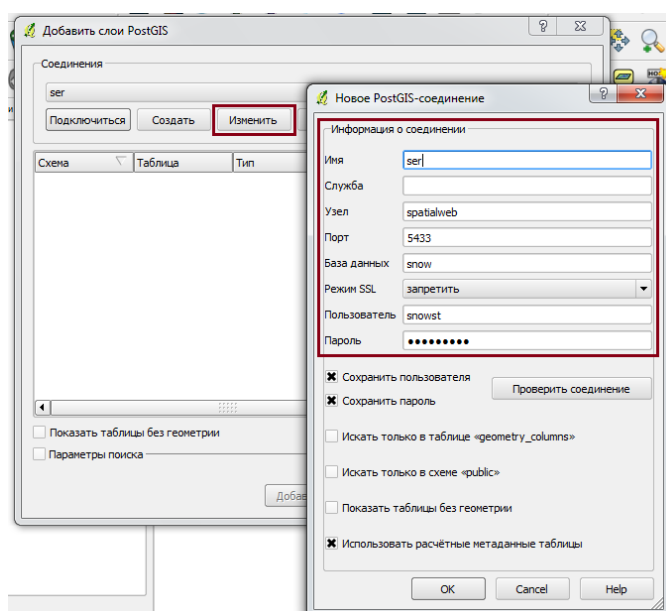 Добавить слои PostGIS
Соединения
ser
Подключиться Создать Изменить
Схема Таблица Тип
Показать таблицы без геометрии
Параметры поиска
Новое PostGIS-соединение
Информация о соединении
Имя ser
Служба
Узел spatialweb
Порт 5433
База данных snow
Режим SSL запретить
Пользователь snowst
Пароль •••••••••
Сохранить пользователя
Проверить соединение
Сохранить пароль
Искать только в таблице «geometry_columns»
Искать только в схеме «public»
Показать таблицы без геометрии
Использовать расчётные метаданные таблицы
OK Cancel Help